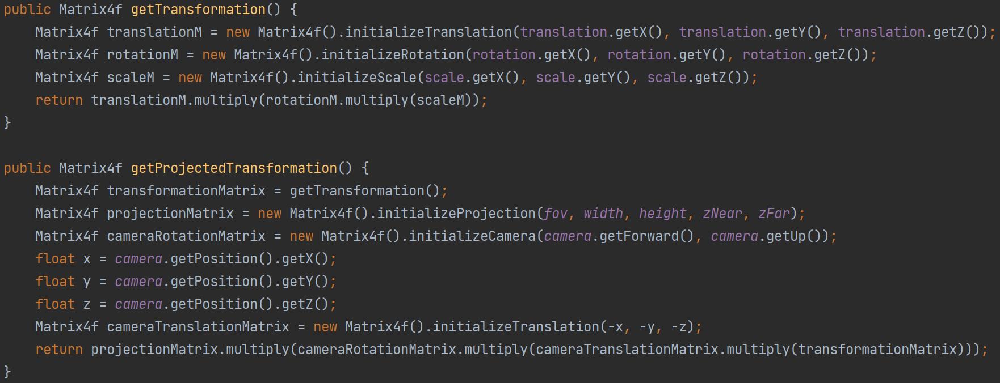 public Matrix4f getTransformation() {
    Matrix4f translationM = new Matrix4f().initializeTranslation(translation.getX(), translation.getY(), translation.getZ());
    Matrix4f rotationM = new Matrix4f().initializeRotation(rotation.getX(), rotation.getY(), rotation.getZ());
    Matrix4f scaleM = new Matrix4f().initializeScale(scale.getX(), scale.getY(), scale.getZ());
    return translationM.multiply(rotationM.multiply(scaleM));
}

public Matrix4f getProjectedTransformation() {
    Matrix4f transformationMatrix = getTransformation();
    Matrix4f projectionMatrix = new Matrix4f().initializeProjection(fov, width, height, zNear, zFar);
    Matrix4f cameraRotationMatrix = new Matrix4f().initializeCamera(camera.getForward(), camera.getUp());
    float x = camera.getPosition().getX();
    float y = camera.getPosition().getY();
    float z = camera.getPosition().getZ();
    Matrix4f cameraTranslationMatrix = new Matrix4f().initializeTranslation(-x, -y, -z);
    return projectionMatrix.multiply(cameraRotationMatrix.multiply(cameraTranslationMatrix.multiply(transformationMatrix)));
}